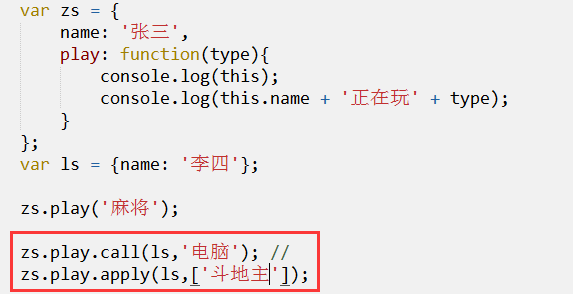 var zs = {
    name: '张三',
    play: function(type){
        console.log(this);
        console.log(this.name + '正在玩' + type);
    }
};
var ls = {name: '李四'};
zs.play('麻将');
zs.play.call(ls,'电脑'); //
zs.play.apply(ls,['斗地主']);